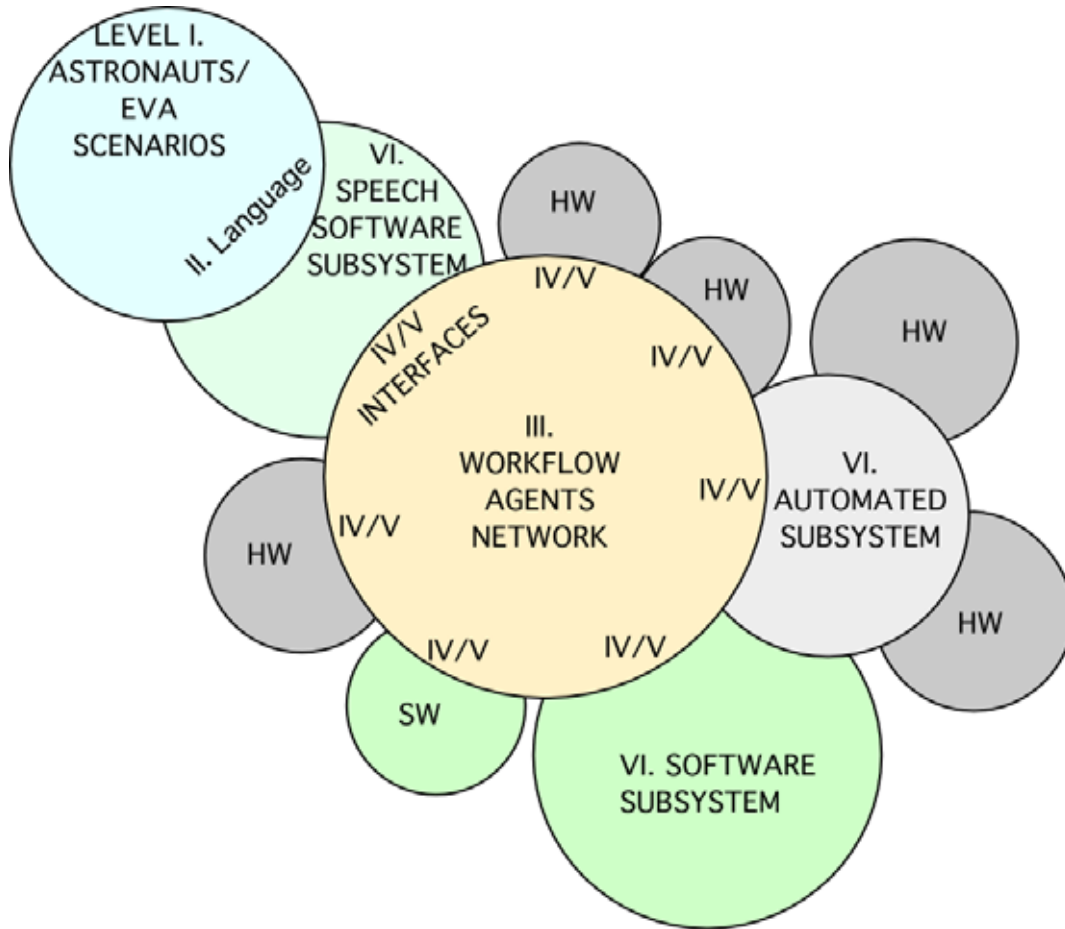 LEVEL I.
ASTRONAUTS/
EVA
SCENARIOS
II. Language
VI.
SPEECH
SOFTWARE
SUBSYSTEM
HW
HW
HW
IV/V
IV/V
INTERFACES
IV/V
III.
WORKFLOW
AGENTS
NETWORK
IV/V
VI.
AUTOMATED
SUBSYSTEM
HW
IV/V
HW
IV/V
IV/V
SW
VI. SOFTWARE
SUBSYSTEM